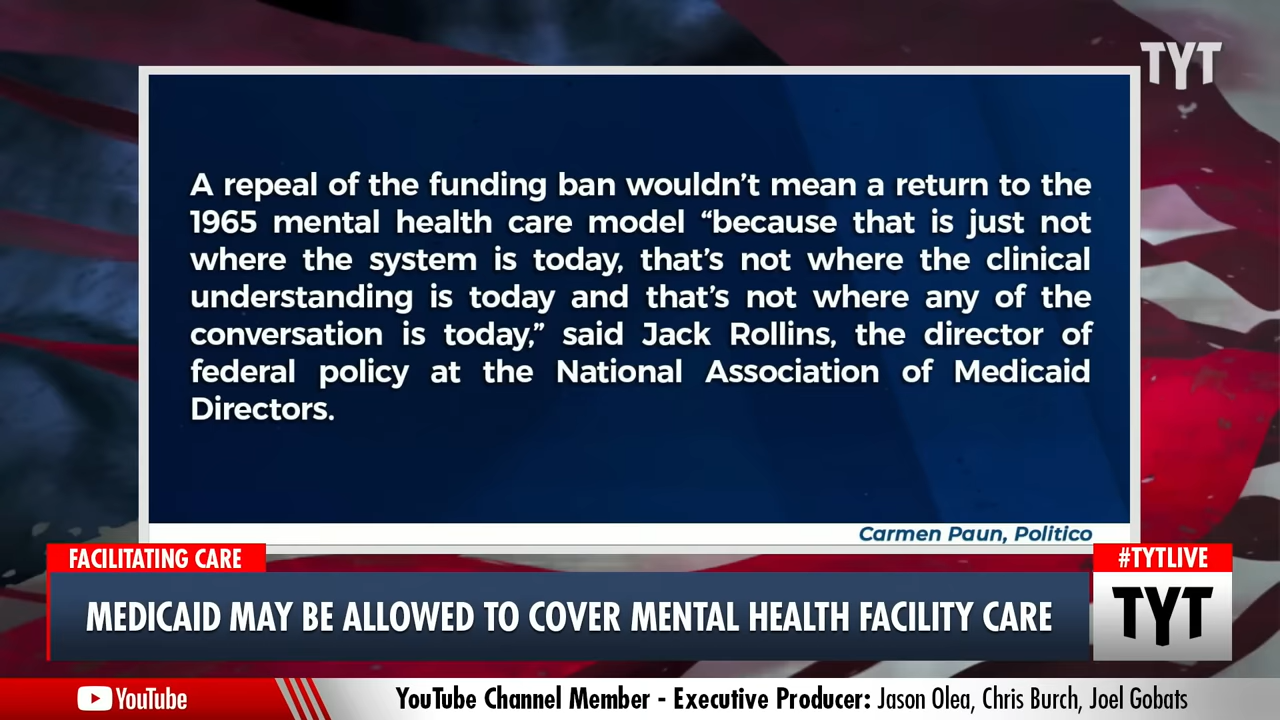 TYT
A repeal of the funding ban wouldn’t mean a return to the
1965 mental health care model “because that is just not
where the system is today, that’s not where the clinical
understanding is today and that’s not where any of the
conversation is today,” said Jack Rollins, the director of
federal policy at the National Association of Medicaid
Directors.
Carmen Paun, Politico
FACILITATING CARE
#TYTLIVE
MEDICAID MAY BE ALLOWED TO COVER MENTAL HEALTH FACILITY CARE
TYT
YouTube
YouTube Channel Member - Executive Producer: Jason Olea, Chris Burch, Joel Gobats